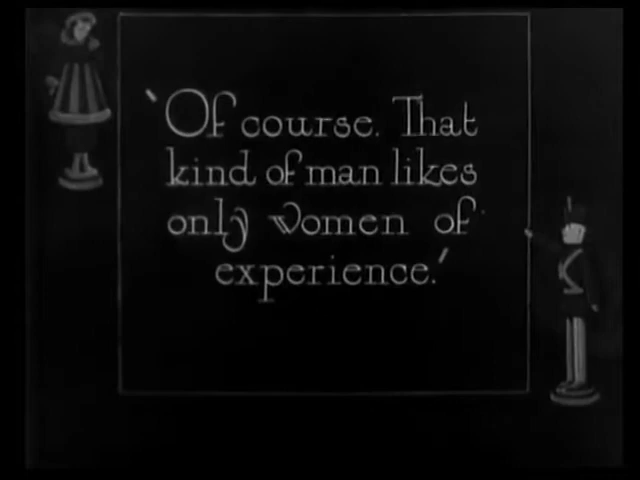 'Of course. That
kind of man likes
only women of
experience.'